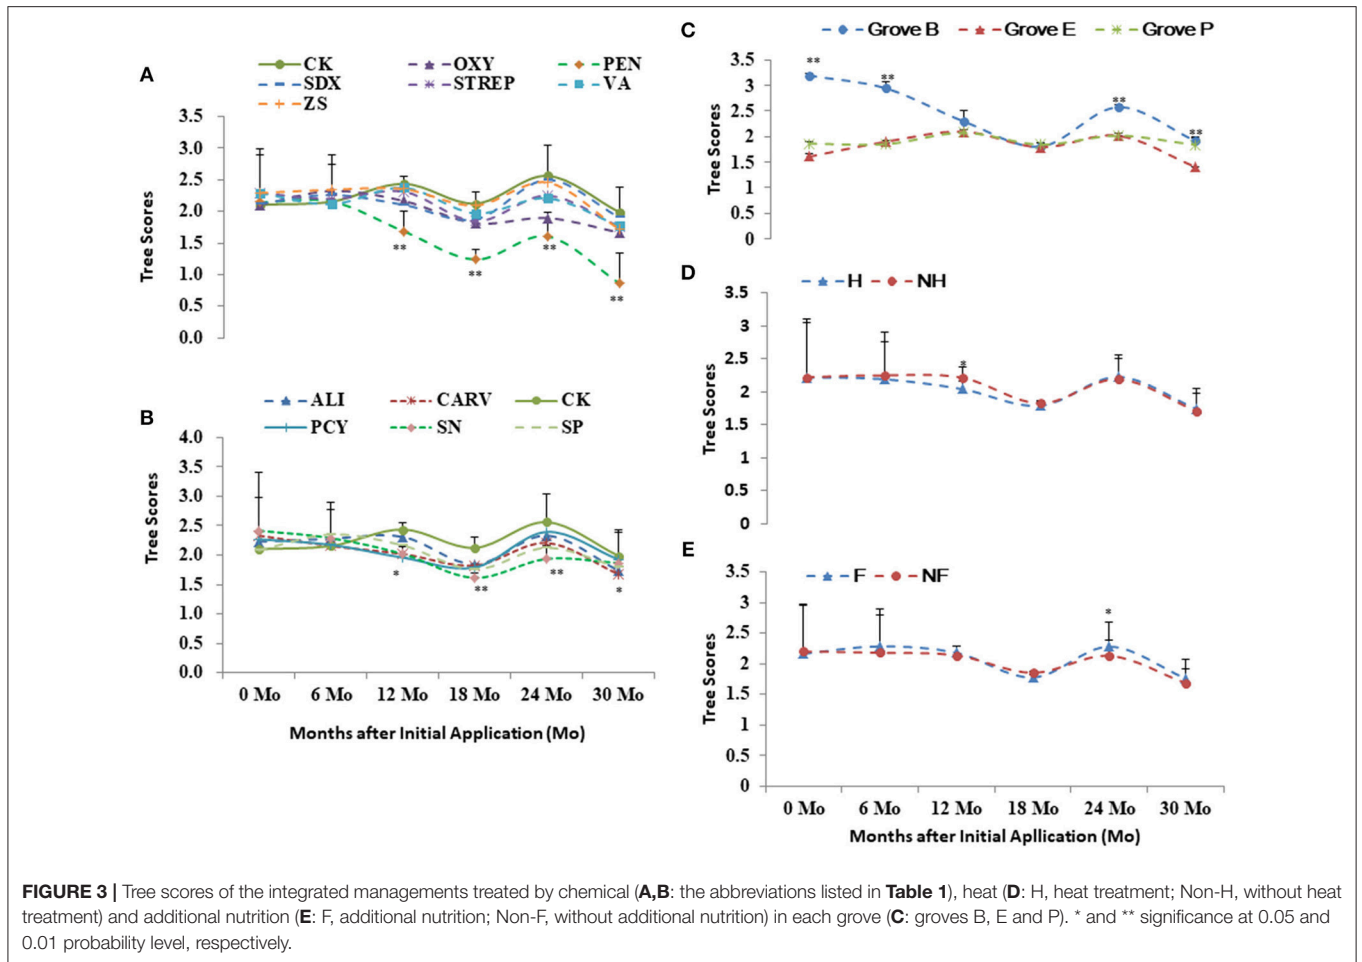 A
CK OXY PEN
SDX STREP VA
ZS
3.5
3.0
2.5
2.0
1.5
1.0
0.5
0.0
Tree Scores
** ** ** **
B
ALI CARV CK
PCY SN SP
4.0
3.5
3.0
2.5
2.0
1.5
1.0
0.5
0.0
Tree Scores
* ** ** *
0 Mo 6 Mo 12 Mo 18 Mo 24 Mo 30 Mo
Months after Initial Application (Mo)
C
Grove B Grove E Grove P
3.5
3
2.5
2
1.5
1
0.5
0
Tree Scores
** ** ** **
D
H NH
3.5
3
2.5
2
1.5
1
0.5
0
Tree Scores
*
E
F NF
3.5
3
2.5
2
1.5
1
0.5
0
Tree Scores
*
0 Mo 6 Mo 12 Mo 18 Mo 24 Mo 30 Mo
Months after Initial Apllication (Mo)
FIGURE 3 | Tree scores of the integrated managements treated by chemical (A,B: the abbreviations listed in Table 1), heat (D: H, heat treatment; Non-H, without heat
treatment) and additional nutrition (E: F, additional nutrition; Non-F, without additional nutrition) in each grove (C: groves B, E and P). * and ** significance at 0.05 and
0.01 probability level, respectively.